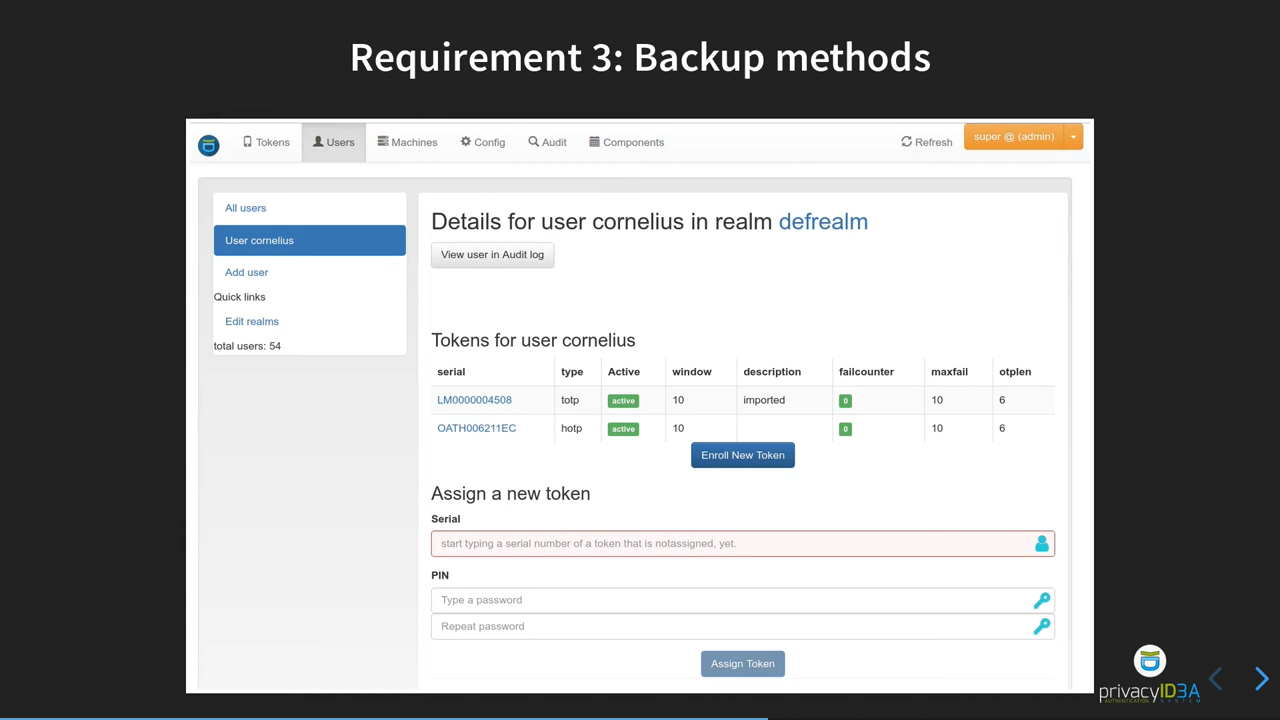 Requirement 3: Backup methods
Tokens Users Machines Config Audit Components Refresh super @ (admin)
All users
User cornelius
Add user
Quick links
Edit realms
total users: 54
Details for user cornelius in realm defrealm
View user in Audit log
Tokens for user cornelius
serial type Active window description failcounter maxfail otplen
LM0000004508 totp active 10 imported 0 10 6
OATH006211EC hotp active 10 0 10 6
Enroll New Token
Assign a new token
Serial
start typing a serial number of a token that is notassigned, yet.
PIN
Type a password
Repeat password
Assign Token
privacyID3A
AUTHENTICATION SYSTEM